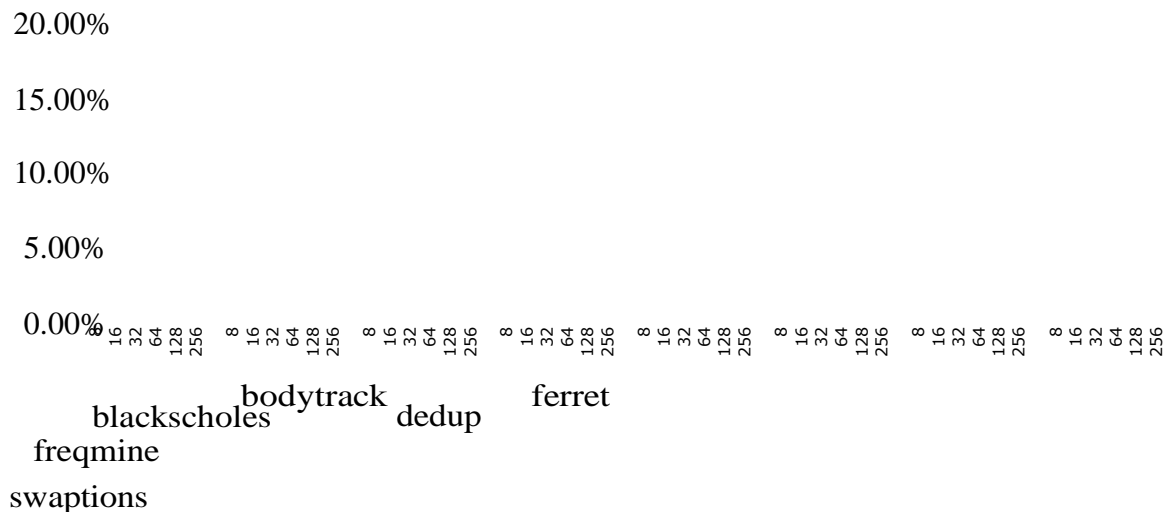 20.00%
15.00%
10.00%
5.00%
0.00%
8 16 32 64 128 256 8 16 32 64 128 256 8 16 32 64 128 256 8 16 32 64 128 256 8 16 32 64 128 256 8 16 32 64 128 256 8 16 32 64 128 256 8 16 32 64 128 256
bodytrack ferret
blackscholes dedup
freqmine
swaptions